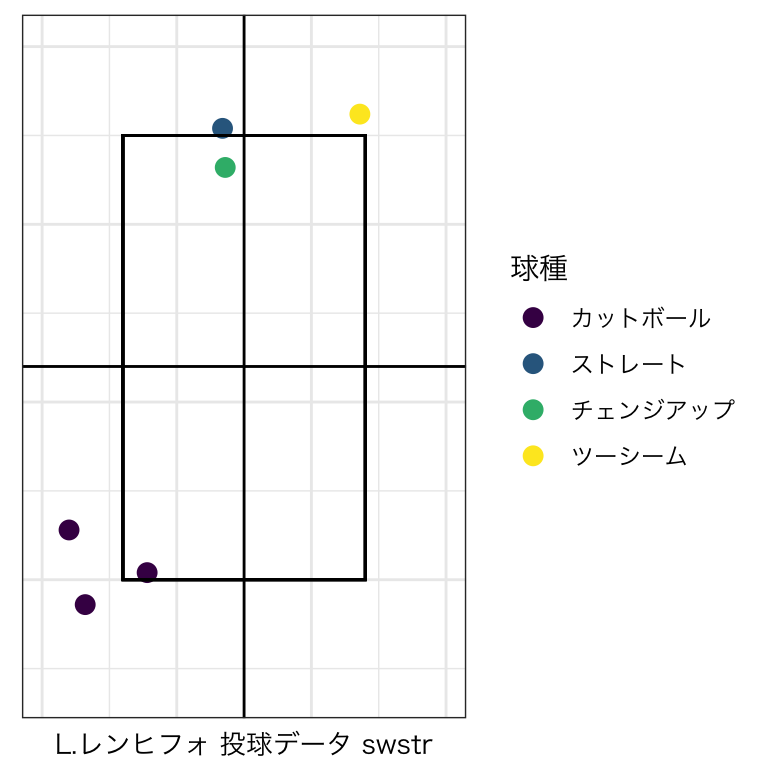 球種
カットボール
ストレート
チェンジアップ
ツーシーム
L.レンヒフォ 投球データ swstr